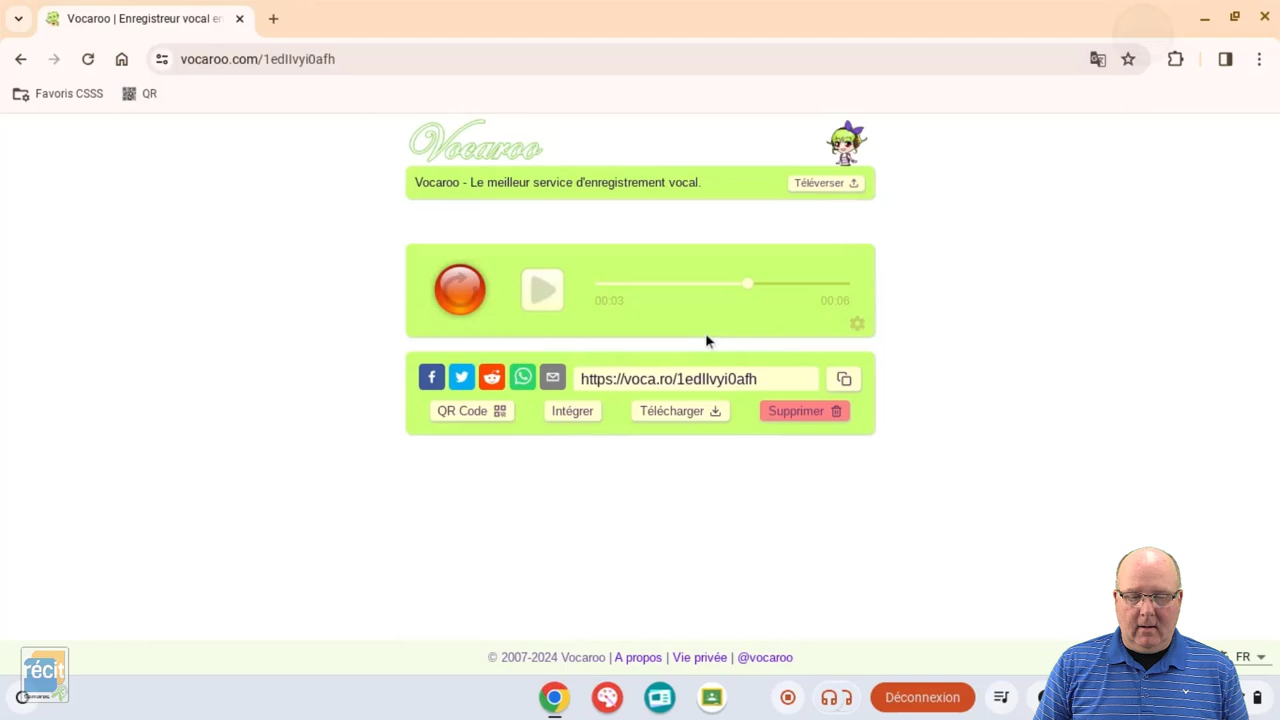 Vocaroo | Enregistreur vocal en
vocaroo.com/1edIIvyi0afh
Favoris CSSS
QR
Vocaroo
Vocaroo - Le meilleur service d'enregistrement vocal.
Téléverser
00:03
00:06
https://voca.ro/1edIIvyi0afh
QR Code
Intégrer
Télécharger
Supprimer
© 2007-2024 Vocaroo | A propos | Vie privée | @vocaroo
FR
récit
Déconnexion